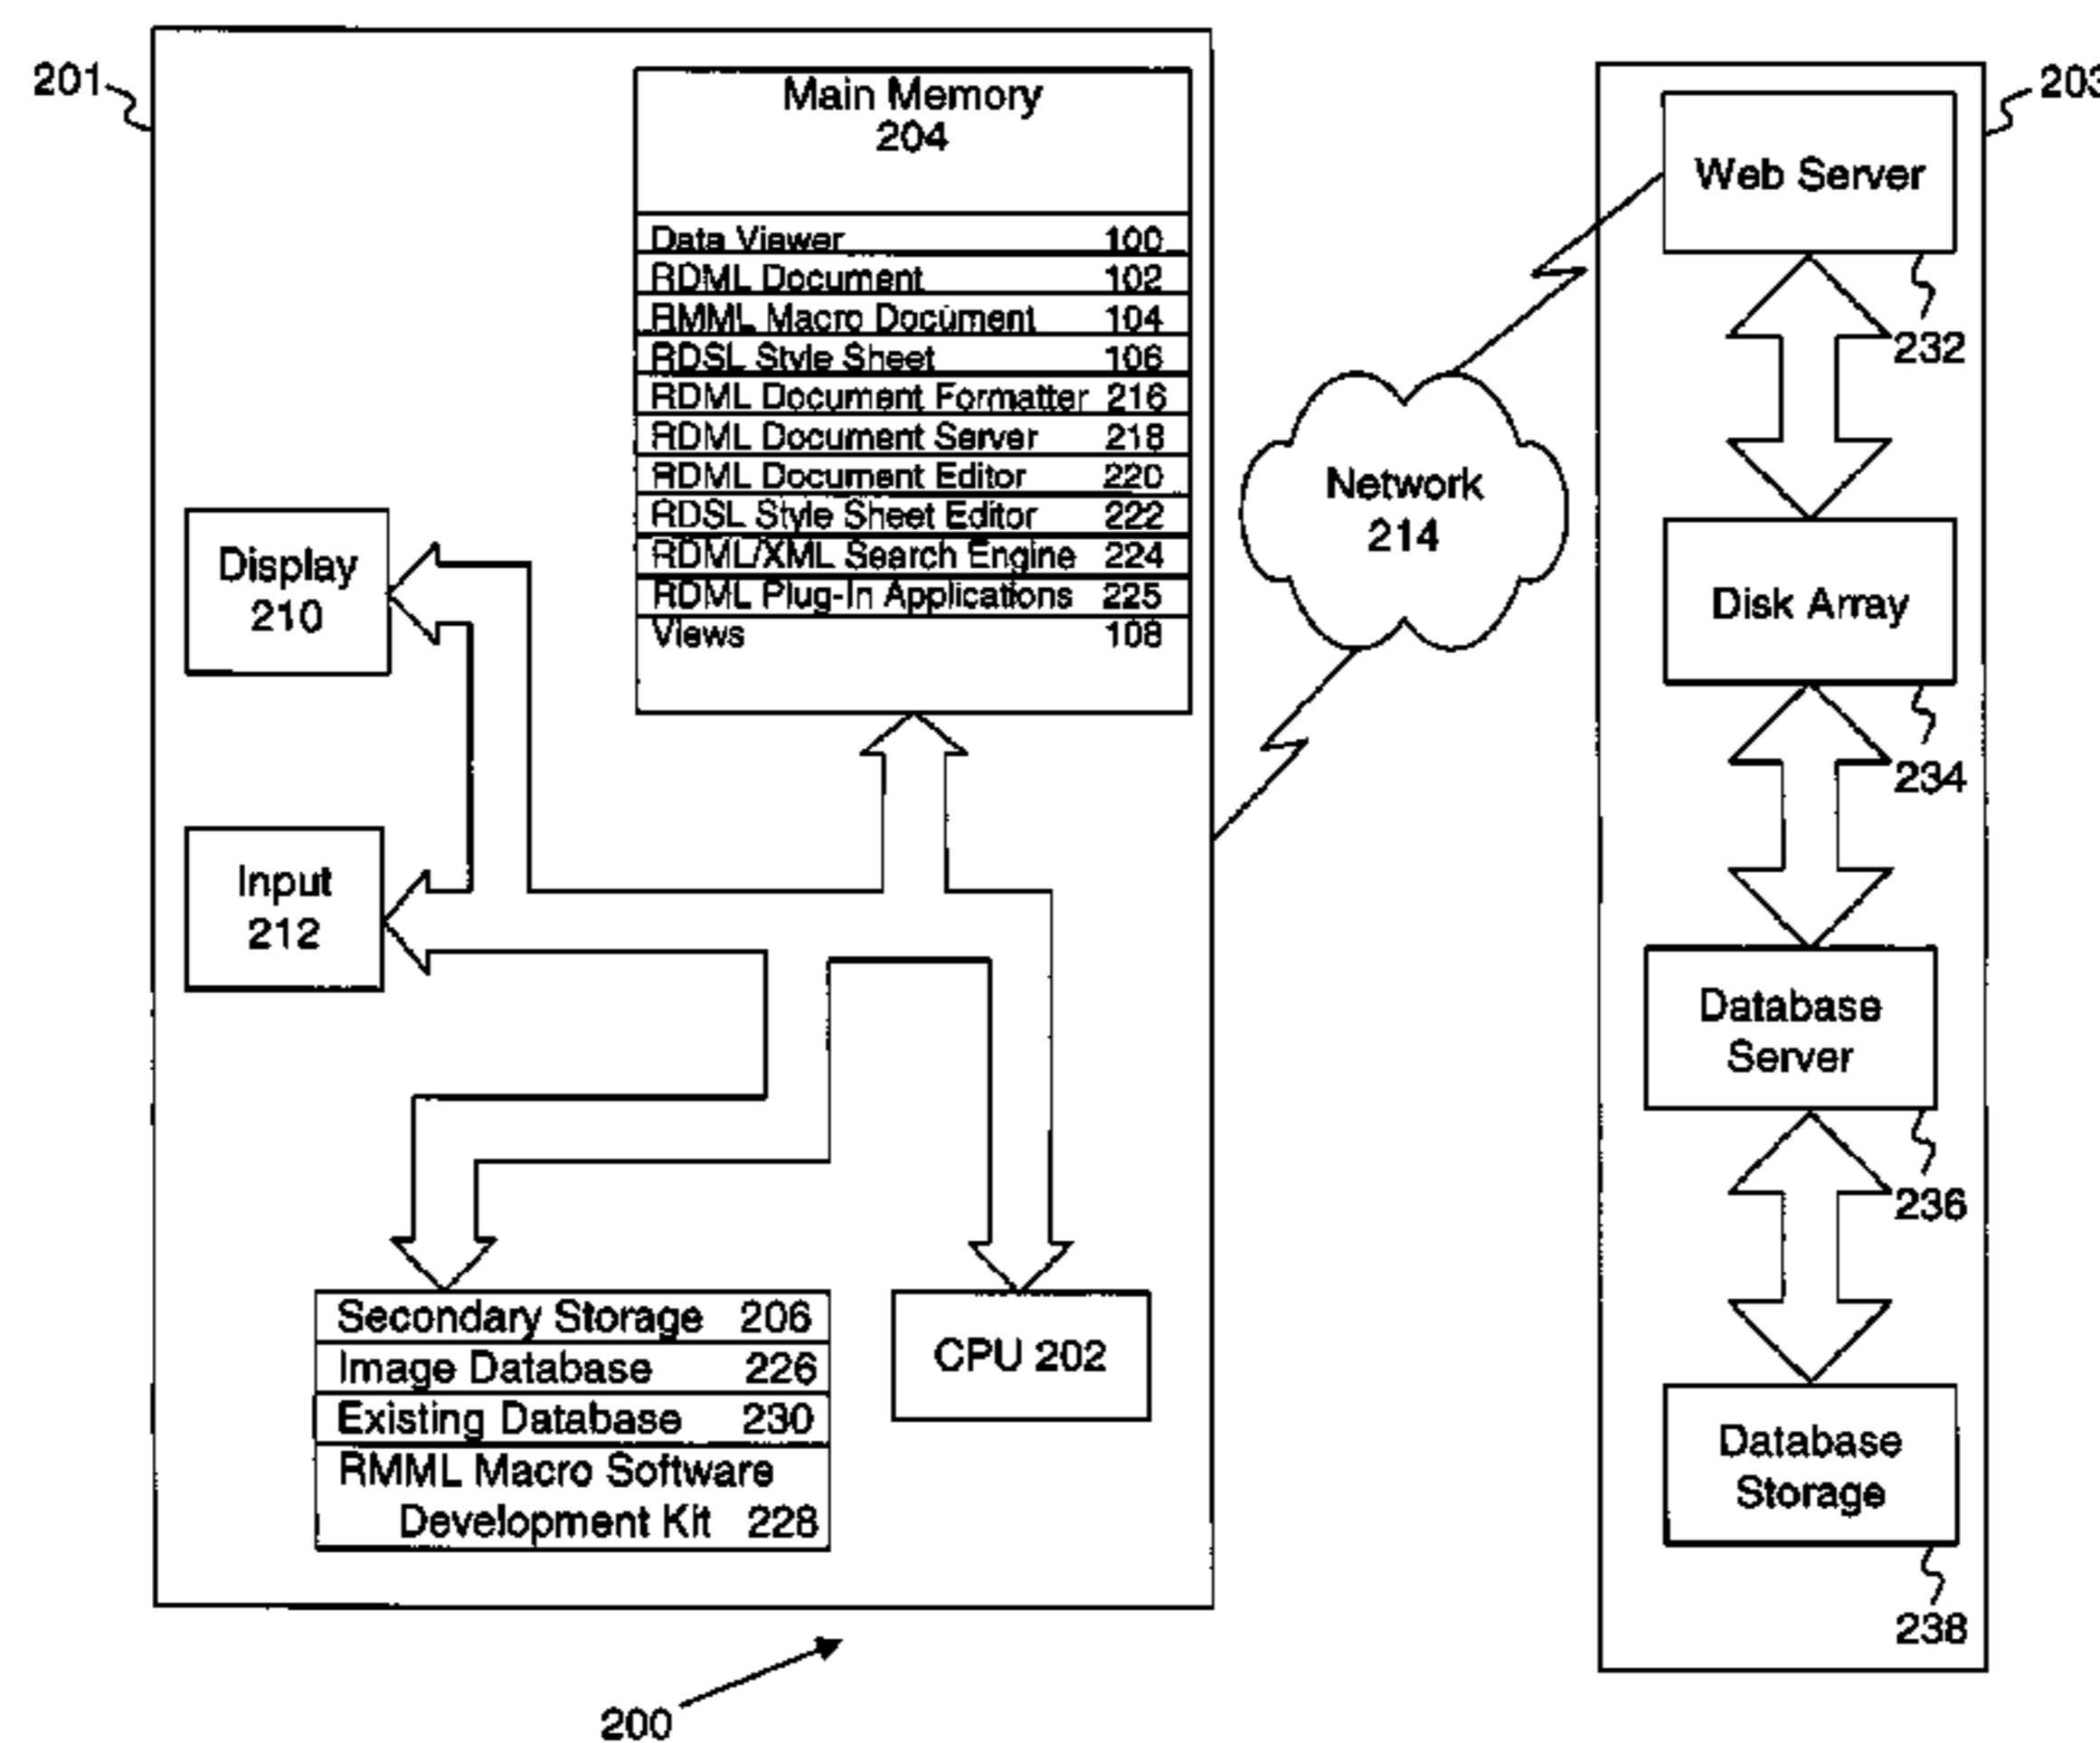 201
Main Memory
204
Data Viewer 100
RDML Document 102
RMML Macro Document 104
RDSL Style Sheet 106
RDML Document Formatter 216
RDML Document Server 218
RDML Document Editor 220
RDSL Style Sheet Editor 222
RDML/XML Search Engine 224
RDML Plug-In Applications 225
Views 108
Display
210
Input
212
Secondary Storage 206
Image Database 226
Existing Database 230
RMML Macro Software
Development Kit 228
CPU 202
200
Network
214
203
Web Server
232
Disk Array
234
Database
Server
236
Database
Storage
238